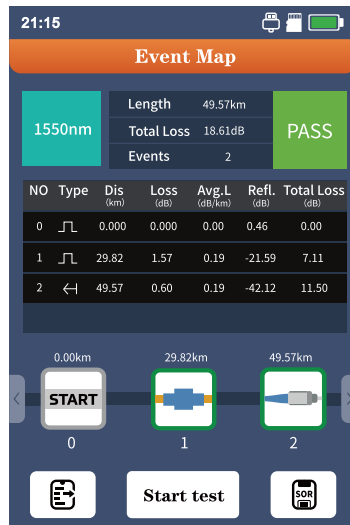 21:15
Event Map
1550nm
Length 49.57km
Total Loss 18.61dB
Events 2
PASS
NO Type Dis Loss Avg.L Refl. Total Loss
(km) (dB) (dB/km) (dB) (dB)
0 0.000 0.000 0.00 0.46 0.00
1 29.82 1.57 0.19 -21.59 7.11
2 49.57 0.60 0.19 -42.12 11.50
0.00km 29.82km 49.57km
START
0 1 2
Start test
SOR